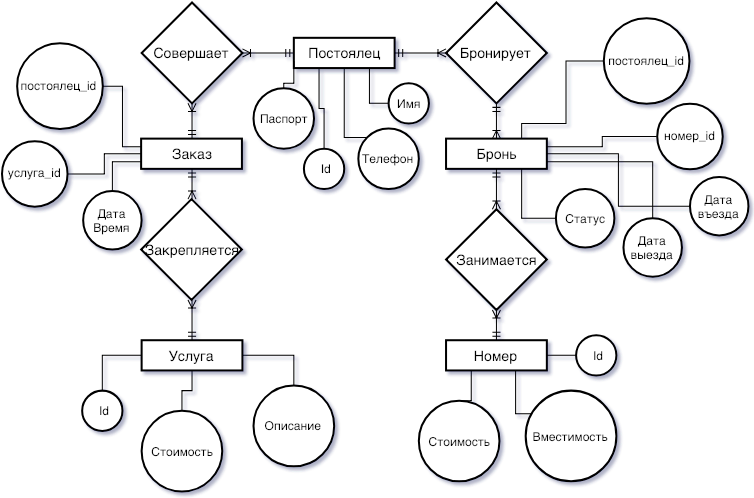 Совершает
Постоялец
Бронирует
постоялец_id
постоялец_id
Паспорт
Имя
Id
Телефон
номер_id
Заказ
Бронь
услуга_id
Дата
Время
Статус
Дата
въезда
Дата
выезда
Закрепляется
Занимается
Услуга
Номер
Id
Id
Стоимость
Описание
Стоимость
Вместимость